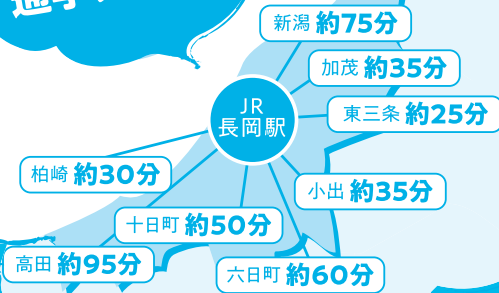 新潟 約75分
加茂 約35分
東三条 約25分
JR
長岡駅
柏崎 約30分
小出 約35分
十日町 約50分
高田 約95分
六日町 約60分